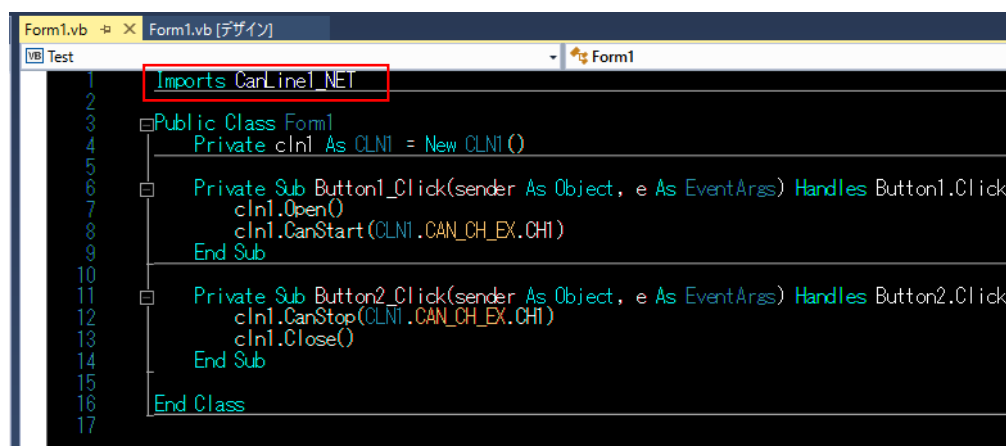 Form1.vb Form1.vb [デザイン]
VB Test Form1
1 Imports CanLine1_NET
2
3 Public Class Form1
4 Private cln1 As CLN1 = New CLN1()
5
6 Private Sub Button1_Click(sender As Object, e As EventArgs) Handles Button1.Click
7 cln1.Open()
8 cln1.CanStart(CLN1.CAN_CH_EX.CH1)
9 End Sub
10
11 Private Sub Button2_Click(sender As Object, e As EventArgs) Handles Button2.Click
12 cln1.CanStop(CLN1.CAN_CH_EX.CH1)
13 cln1.Close()
14 End Sub
15
16 End Class
17